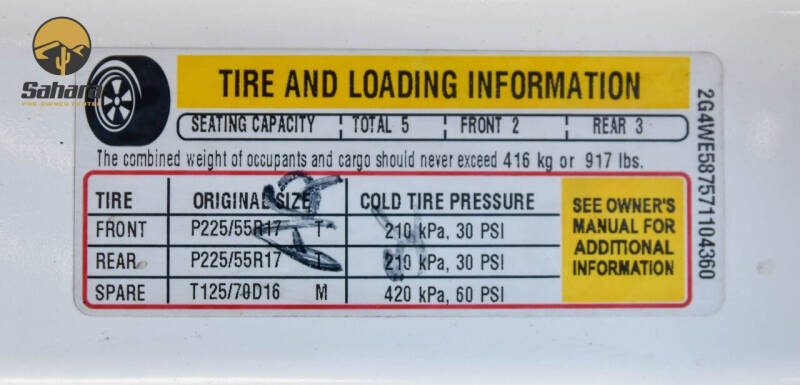 Sahara
PRE-OWNED CENTER
TIRE AND LOADING INFORMATION
SEATING CAPACITY TOTAL 5 FRONT 2 REAR 3
The combined weight of occupants and cargo should never exceed 416 kg or 917 lbs.
TIRE ORIGINAL SIZE COLD TIRE PRESSURE
FRONT P225/55R17 T 210 kPa, 30 PSI
REAR P225/55R17 T 210 kPa, 30 PSI
SPARE T125/70D16 M 420 kPa, 60 PSI
SEE OWNER'S
MANUAL FOR
ADDITIONAL
INFORMATION
2G4WE587571104360